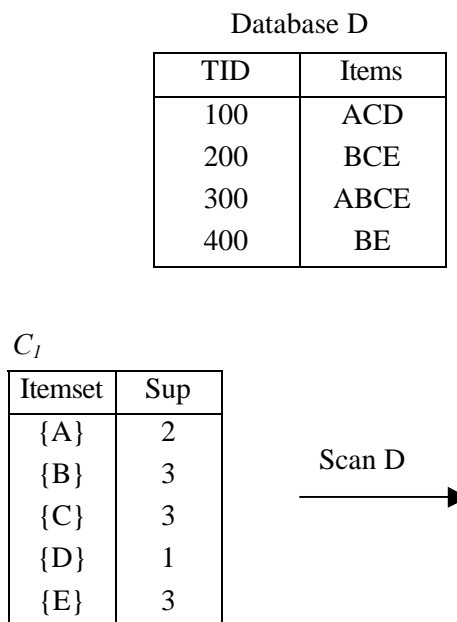 Database D
TID Items
100 ACD
200 BCE
300 ABCE
400 BE
C1
Itemset Sup
{A} 2
{B} 3
Scan D
{C} 3
{D} 1
{E} 3